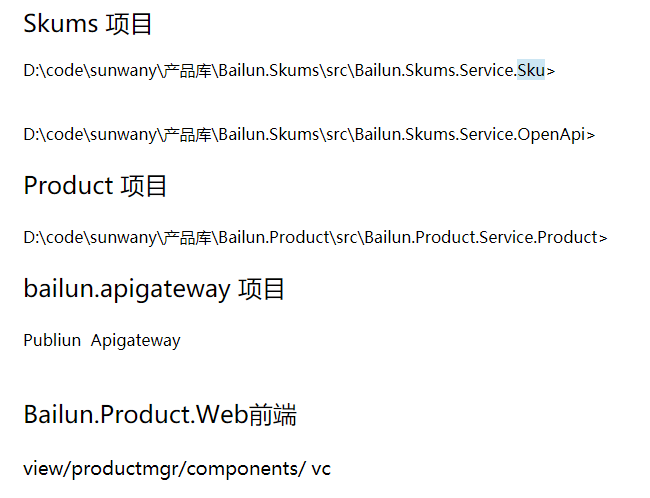 Skums 项目
D:\code\sunwany\产品库\Bailun.Skums\src\Bailun.Skums.Service.Sku>
D:\code\sunwany\产品库\Bailun.Skums\src\Bailun.Skums.Service.OpenApi>
Product 项目
D:\code\sunwany\产品库\Bailun.Product\src\Bailun.Product.Service.Product>
bailun.apigateway 项目
Publiun  Apigateway
Bailun.Product.Web前端
view/productmgr/components/ vc